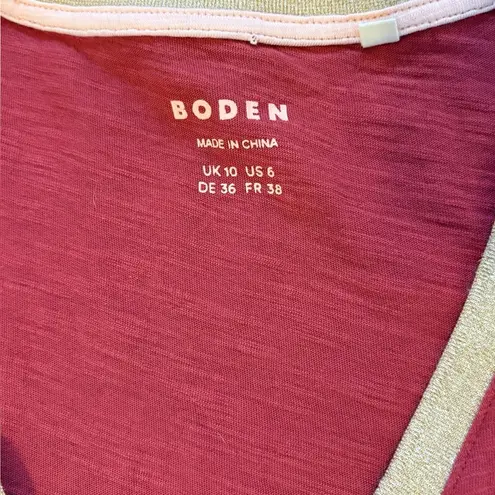 BODEN
MADE IN CHINA
UK 10 US 6
DE 36 FR 38